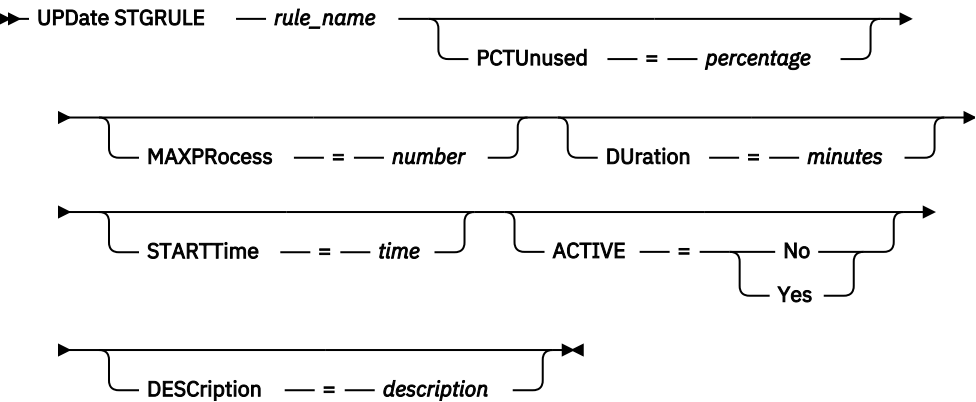 UPDate STGRULE rule_name
PCTUnused = percentage
MAXPRocess = number DUration = minutes
STARTTime = time ACTIVE = No
Yes
DESCription = description